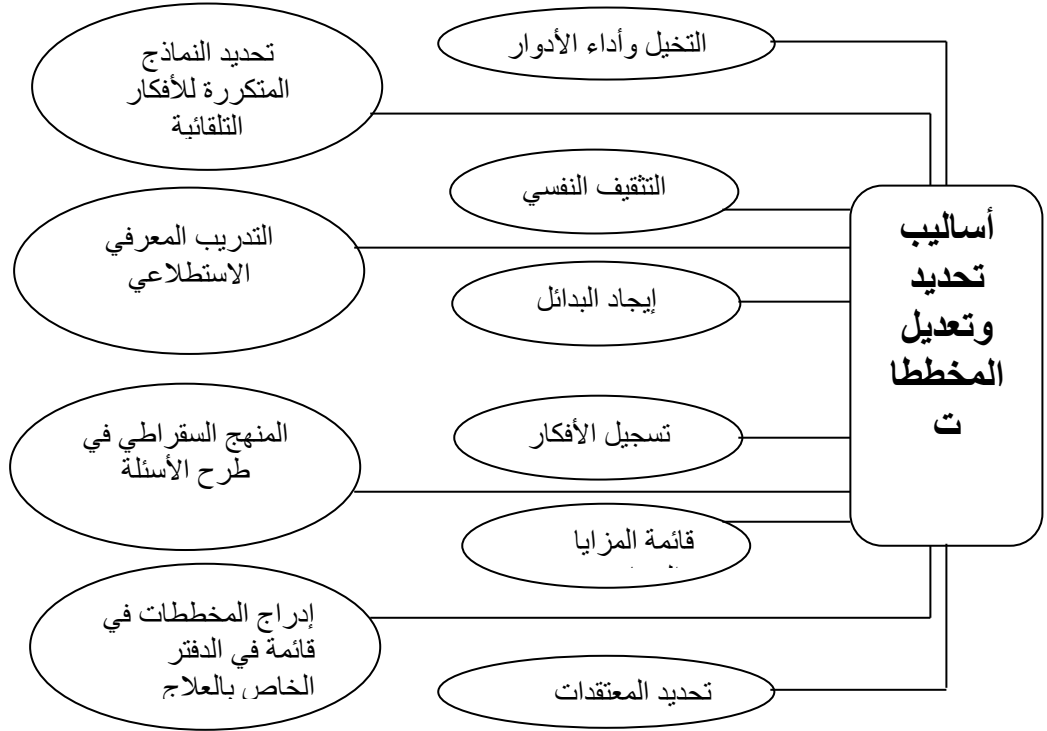 أساليب
تحديد
وتعديل
المخططا
ت
التخيل وأداء الأدوار
تحديد النماذج
المتكررة للأفكار
التلقائية
التثقيف النفسي
التدريب المعرفي
الاستطلاعي
إيجاد البدائل
تسجيل الأفكار
المنهج السقراطي في
طرح الأسئلة
قائمة المزايا
إدراج المخططات في
قائمة في الدفتر
الخاص بالعلاج
تحديد المعتقدات